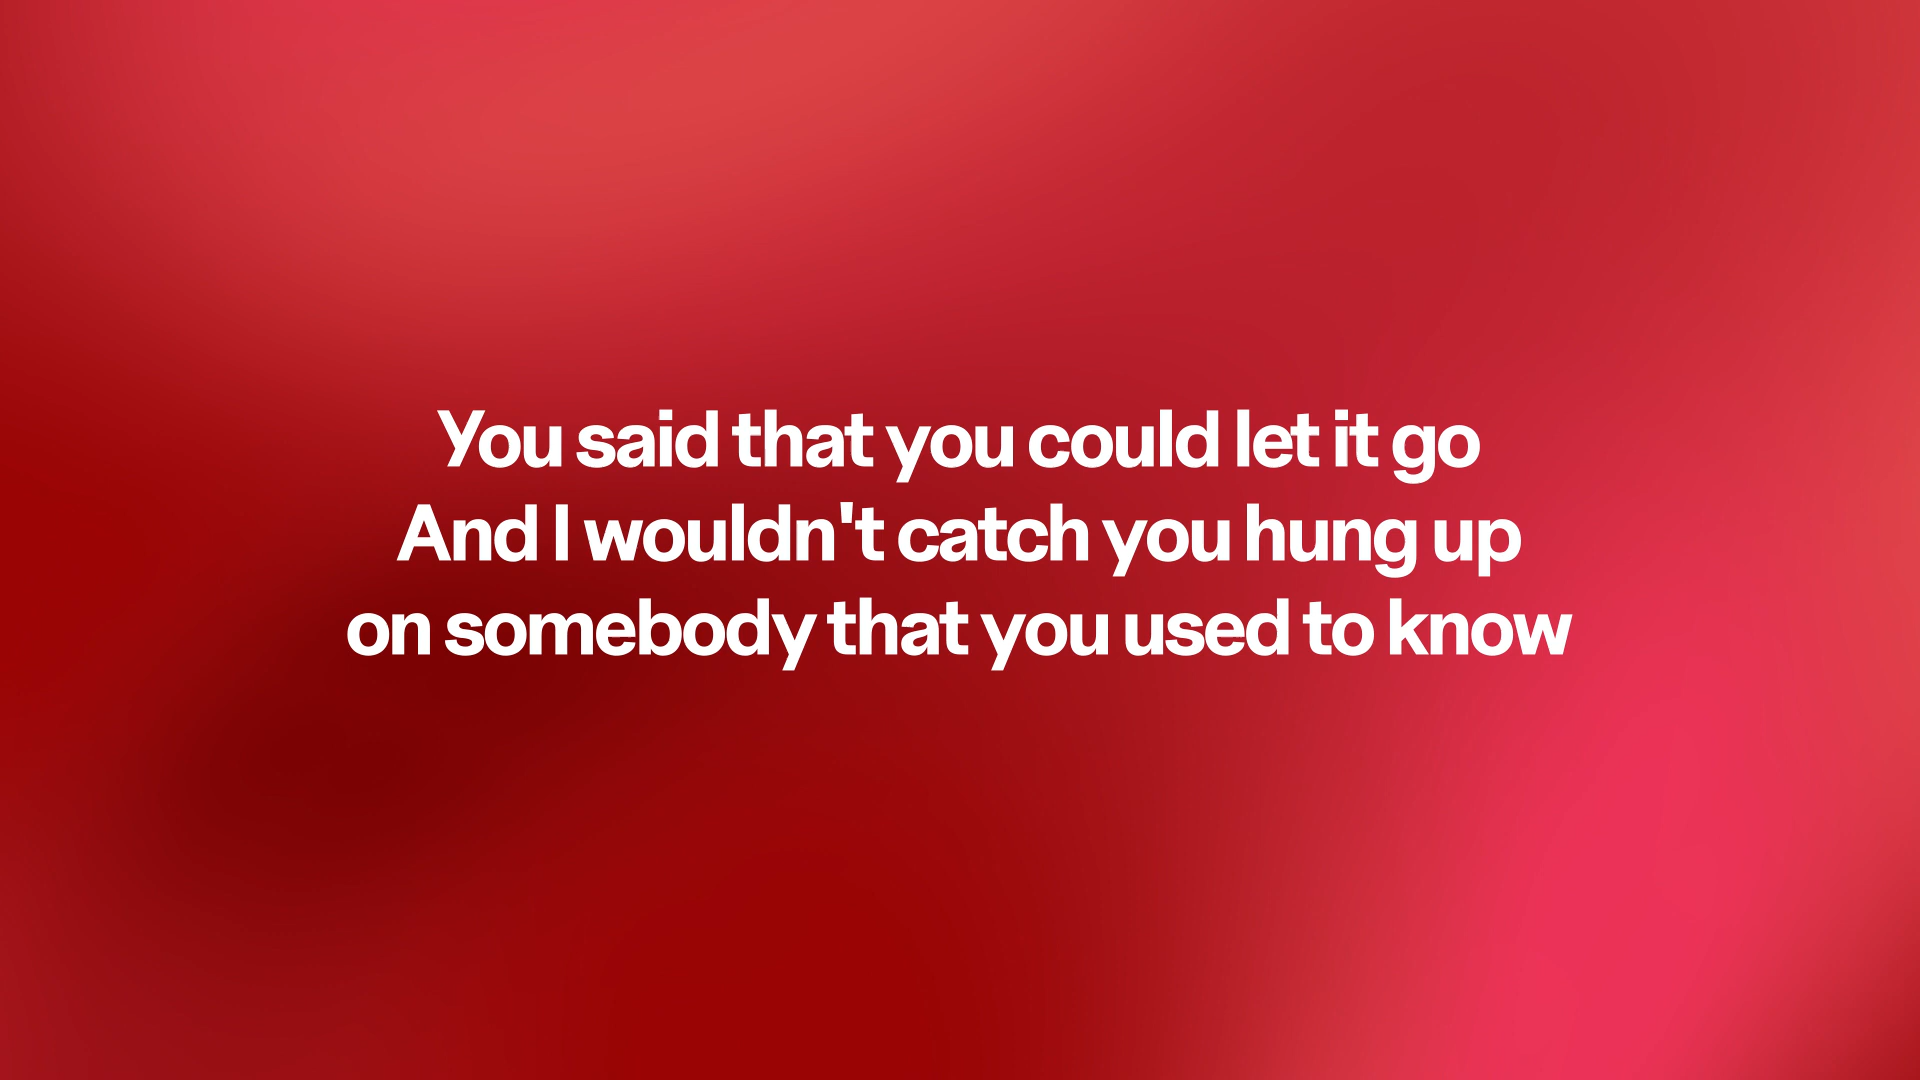 You said that you could let it go
And I wouldn't catch you hung up
on somebody that you used to know